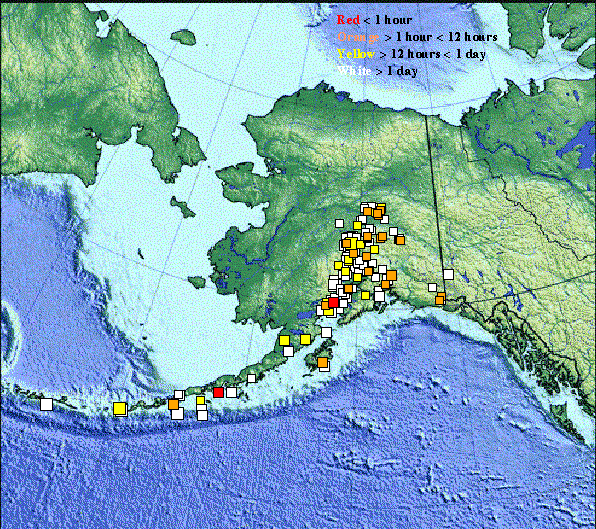 Red < 1 hour
Orange > 1 hour < 12 hours
Yellow > 12 hours < 1 day
White > 1 day